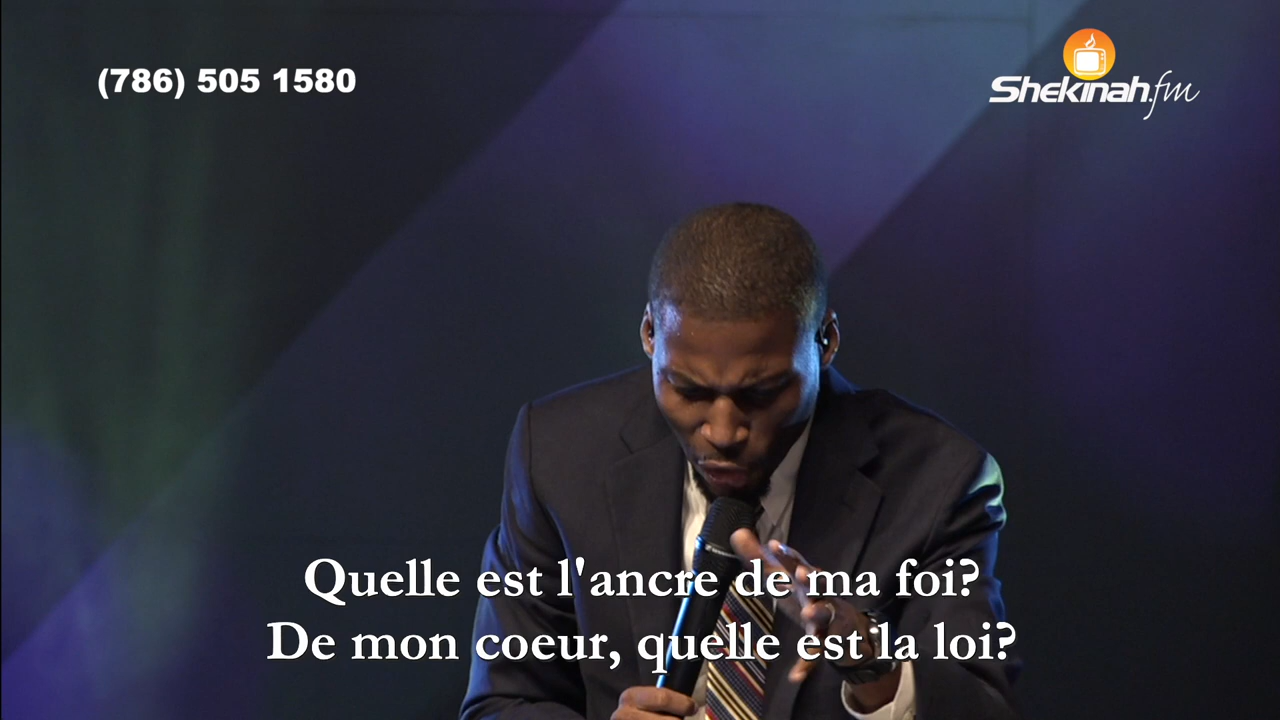 (786) 505 1580
Shekinah.fm
Quelle est l'ancre de ma foi?
De mon coeur, quelle est la loi?